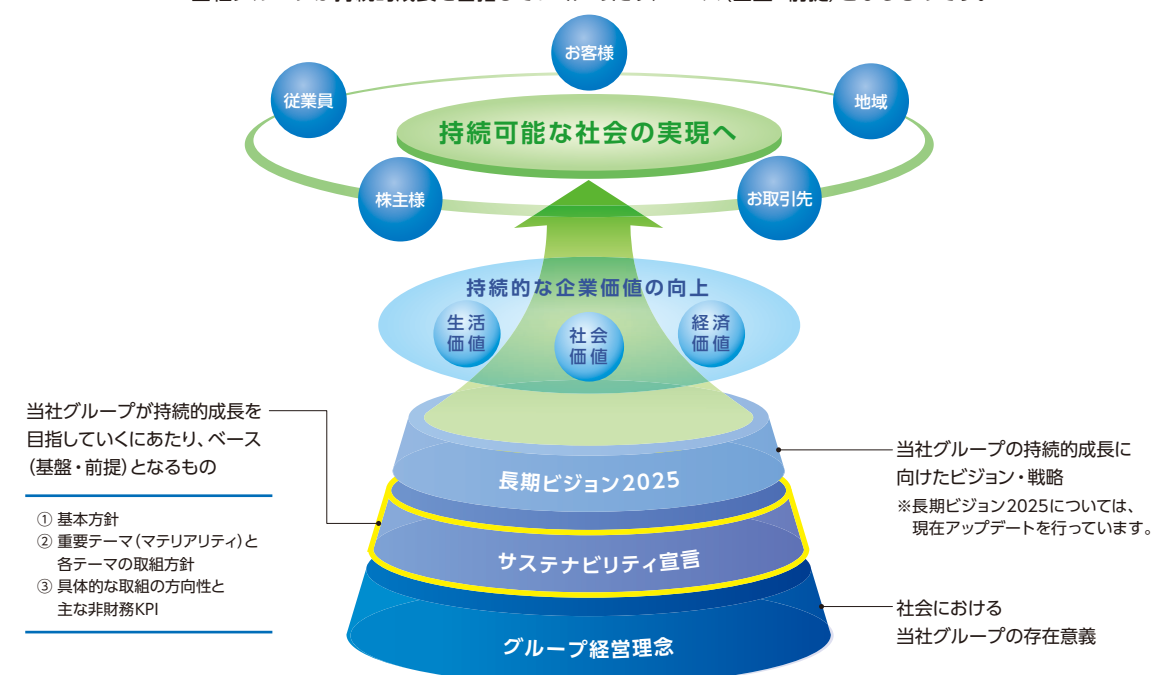 お客様
従業員
地域
持続可能な社会の実現へ
株主様
お取引先
持続的な企業価値の向上
生活
価値
社会
価値
経済
価値
当社グループが持続的成長を
目指していくにあたり、ベース
(基盤・前提)となるもの
① 基本方針
② 重要テーマ(マテリアリティ)と
各テーマの取組方針
③ 具体的な取組の方向性と
主な非財務KPI
長期ビジョン2025
当社グループの持続的成長に
向けたビジョン・戦略
※長期ビジョン2025については、
現在アップデートを行っています。
サステナビリティ宣言
グループ経営理念
社会における
当社グループの存在意義